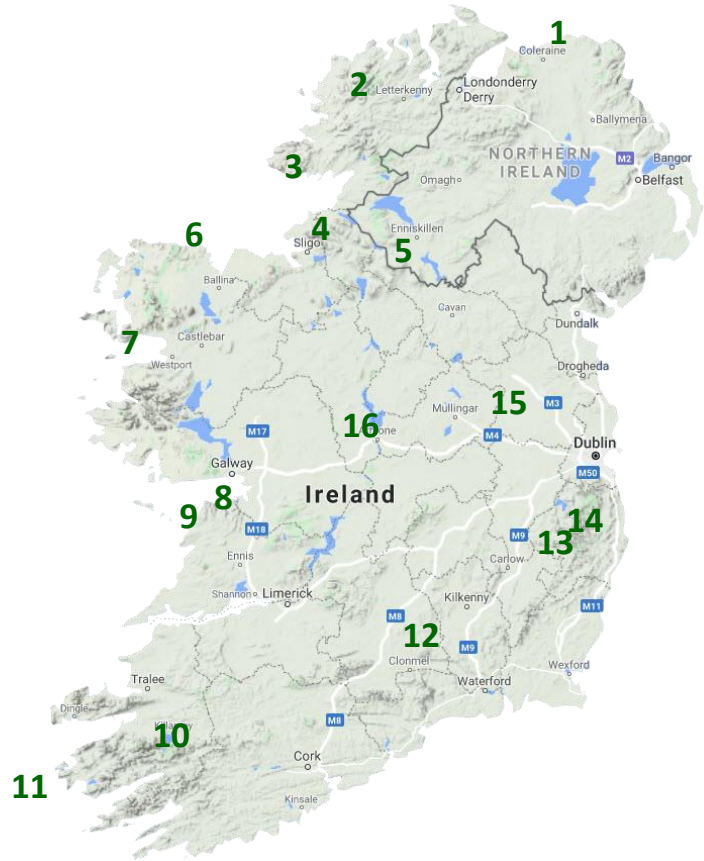 1
Coleraine
2
Letterkenny
Londonderry
Derry
Ballymena
3
NORTHERN
IRELAND
M2
Bangor
Belfast
Omagh
4
Sligo
Enniskillen
5
6
Ballina
Cavan
Dundalk
7
Castlebar
Westport
Drogheda
15
M3
Mullingar
16
M17
M4
Dublin
Galway
M50
8
Ireland
9
M18
14
M9
13
Ennis
Carlow
Shannon
Limerick
Kilkenny
M8
M11
12
M9
Clonmel
Wexford
Tralee
Waterford
Dingle
10
M8
Cork
11
Kinsale